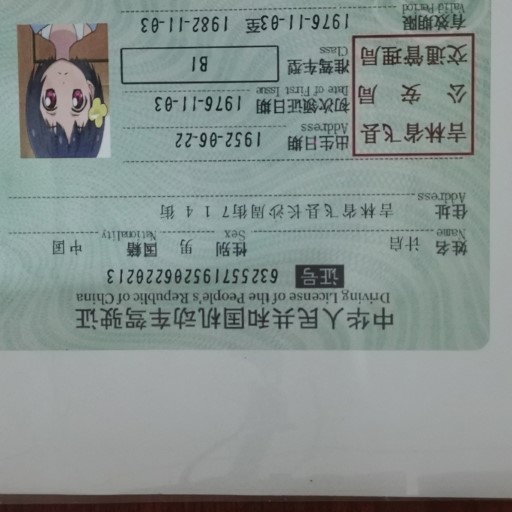 中华人民共和国机动车驾驶证
Driving License of the People's Republic of China
证号 632557195206220213
姓名 计启 性别 男 国籍 中国
Name Sex Nationality
住址 吉林省飞县长沙周街714街
Address
吉林省飞县
公安局
交通管理局
出生日期 1952-06-22
Address
初次领证日期 1976-11-03
Date of First Issue
准驾车型 B1
Class
有效期限 1976-11-03至 1982-11-03
Valid Period